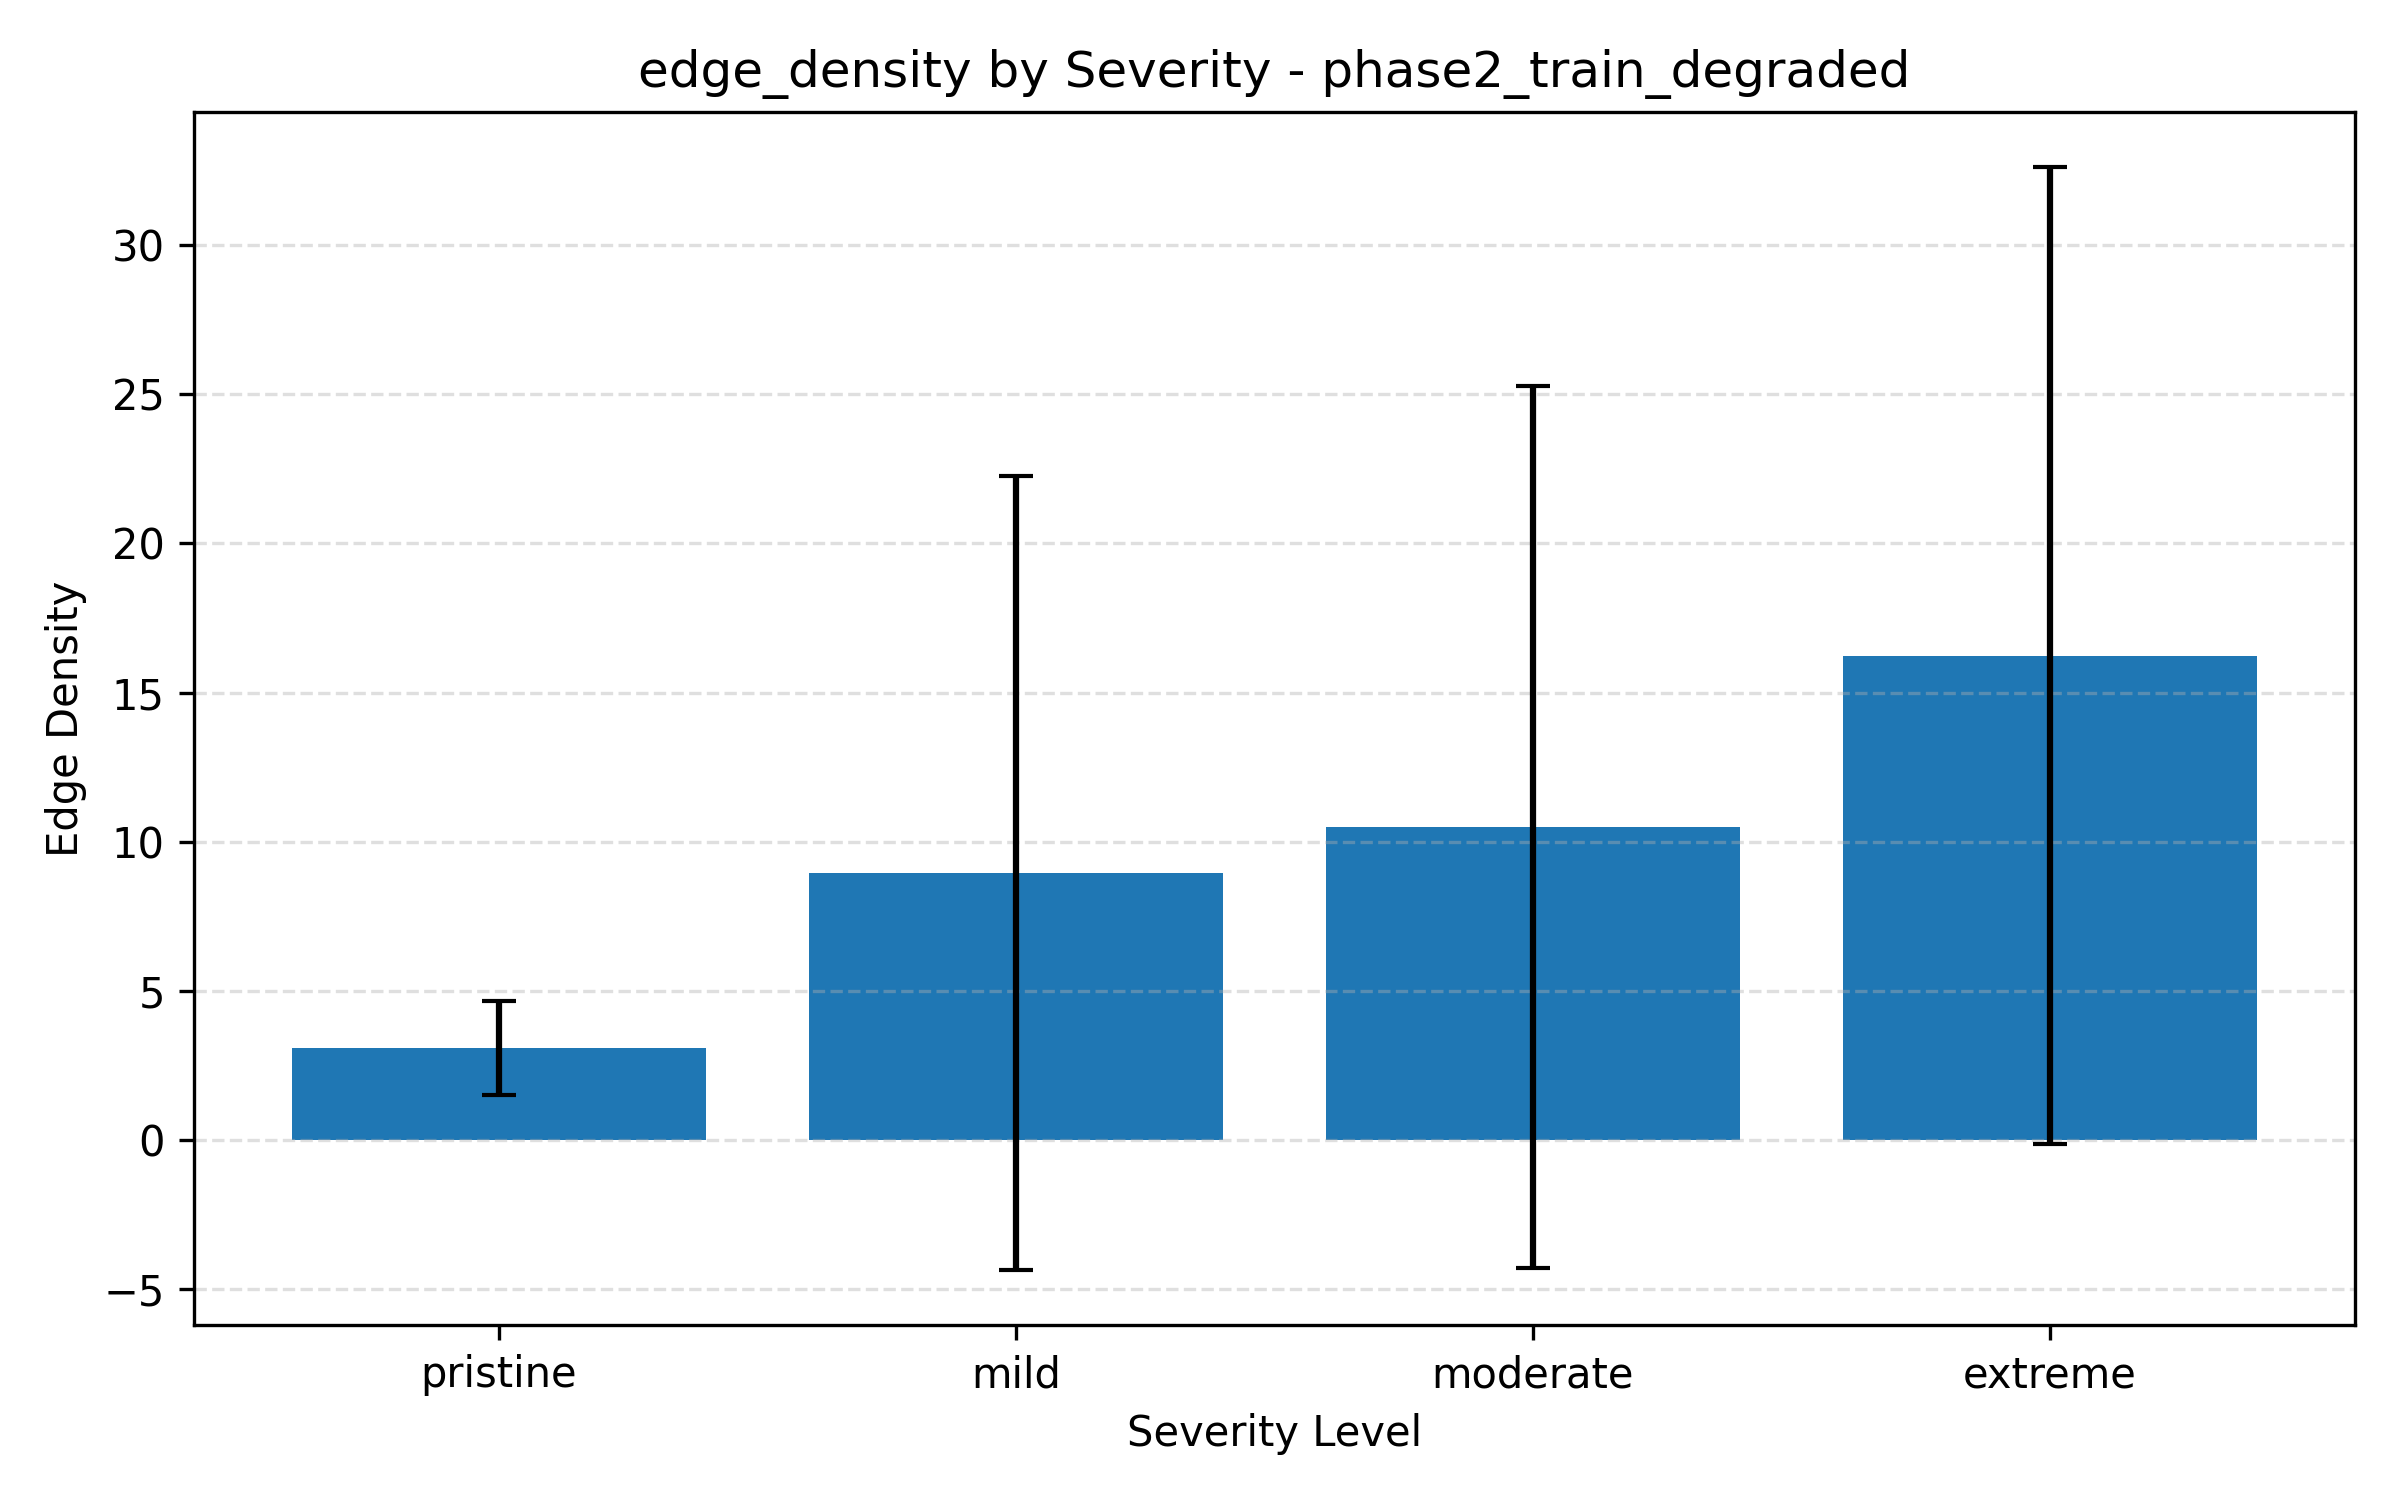 edge_density by Severity - phase2_train_degraded
Edge Density
30
25
20
15
10
5
0
−5
pristine mild moderate extreme
Severity Level